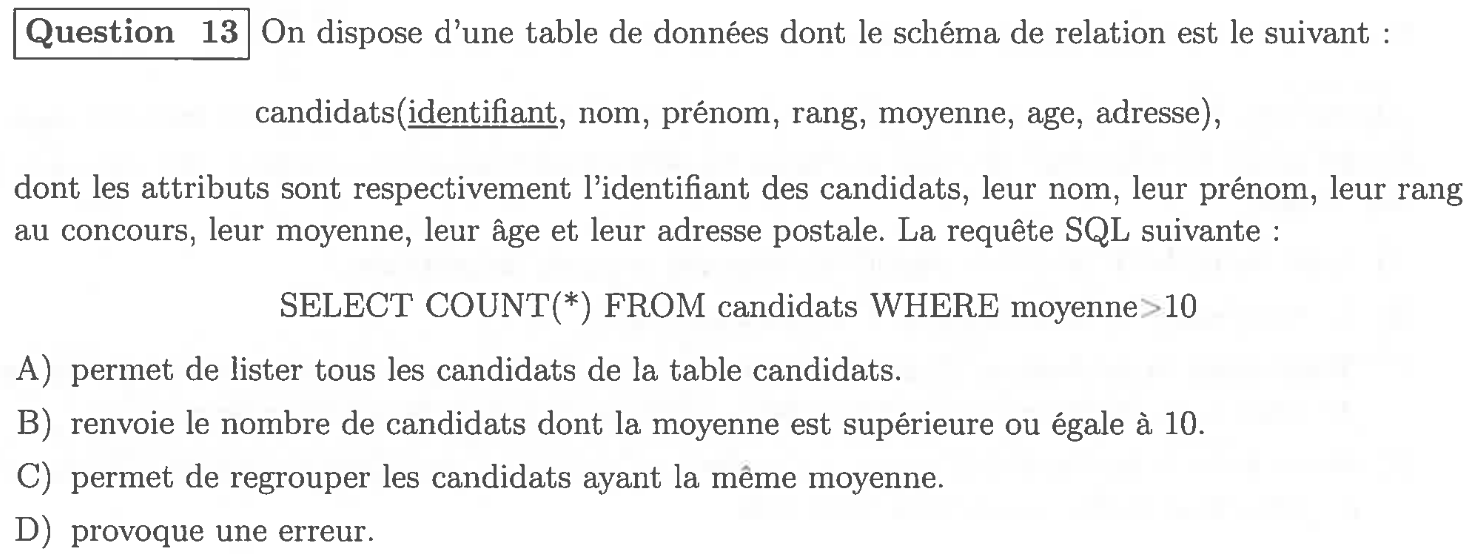 Question 13 On dispose d'une table de données dont le schéma de relation est le suivant :
candidats(identifiant, nom, prénom, rang, moyenne, age, adresse),
dont les attributs sont respectivement l'identifiant des candidats, leur nom, leur prénom, leur rang
au concours, leur moyenne, leur âge et leur adresse postale. La requête SQL suivante :
SELECT COUNT(*) FROM candidats WHERE moyenne>10
A) permet de lister tous les candidats de la table candidats.
B) renvoie le nombre de candidats dont la moyenne est supérieure ou égale à 10.
C) permet de regrouper les candidats ayant la même moyenne.
D) provoque une erreur.